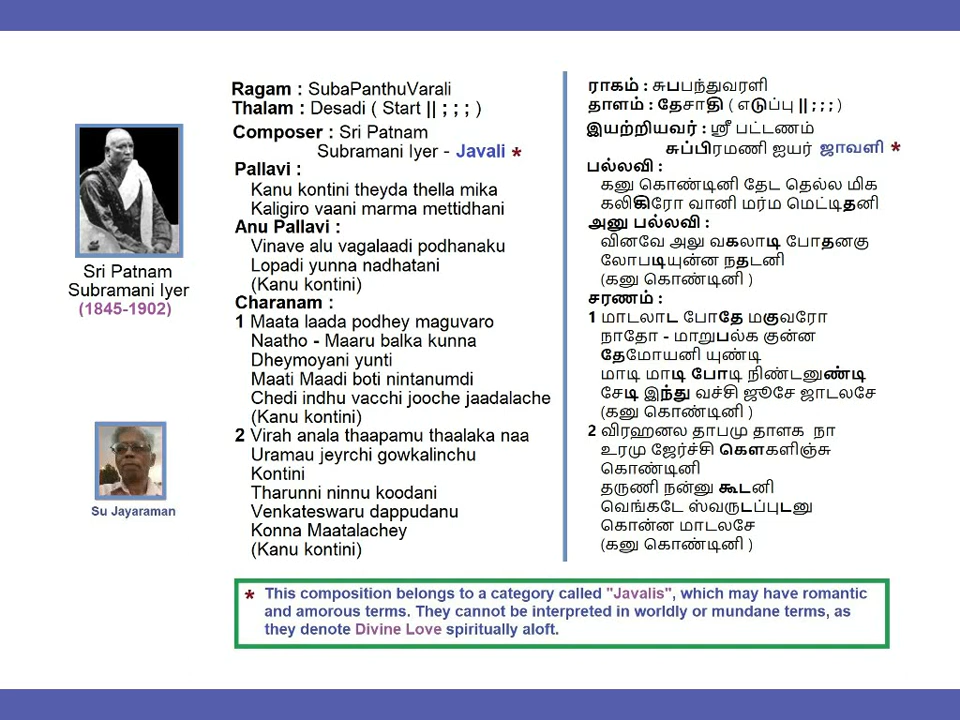 Sri Patnam
Subramani Iyer
(1845-1902)
Su Jayaraman
Ragam : SubaPanthuVarali
Thalam : Desadi ( Start || ; ; ; )
Composer : Sri Patnam
Subramani Iyer - Javali *
Pallavi :
Kanu kontini theyda thella mika
Kaligiro vaani marma mettidhani
Anu Pallavi :
Vinave alu vagalaadi podhanaku
Lopadi yunna nadhatani
(Kanu kontini)
Charanam :
1 Maata laada podhey maguvaro
Naatho - Maaru balka kunna
Dheymoyani yunti
Maati Maadi boti nintanumdi
Chedi indhu vacchi jooche jaadalache
(Kanu kontini)
2 Virah anala thaapamu thaalaka naa
Uramau jeyrchi gowkalinchu
Kontini
Tharunni ninnu koodani
Venkateswaru dappudanu
Konna Maatalachey
(Kanu kontini)
ராகம் : சுபபந்துவரளி
தாளம் : தேசாதி ( எடுப்பு || ; ; ; )
இயற்றியவர் : ஸ்ரீ பட்டணம்
சுப்பிரமணி ஐயர் ஜாவளி *
பல்லவி :
கனு கொண்டினி தேட தெல்ல மிக
கலிகிரோ வானி மர்ம மெட்டிதனி
அனு பல்லவி :
வினவே அலு வகலாடி போதனகு
லோபடியுன்ன நதடனி
(கனு கொண்டினி )
சரணம் :
1 மாடலாட போதே மகுவரோ
நாதோ - மாறுபல்க குன்ன
தேமோயனி யுண்டி
மாடி மாடி போடி நிண்டனுண்டி
சேடி இந்து வச்சி ஜூசே ஜாடலசே
(கனு கொண்டினி )
2 விரஹனல தாபமு தாளக நா
உரமு ஜேர்ச்சி கௌகளிஞ்சு
கொண்டினி
தருணி நன்னு கூடனி
வெங்கடே ஸ்வருடப்புடனு
கொன்ன மாடலசே
(கனு கொண்டினி )
* This composition belongs to a category called "Javalis", which may have romantic
and amorous terms. They cannot be interpreted in worldly or mundane terms, as
they denote Divine Love spiritually aloft.